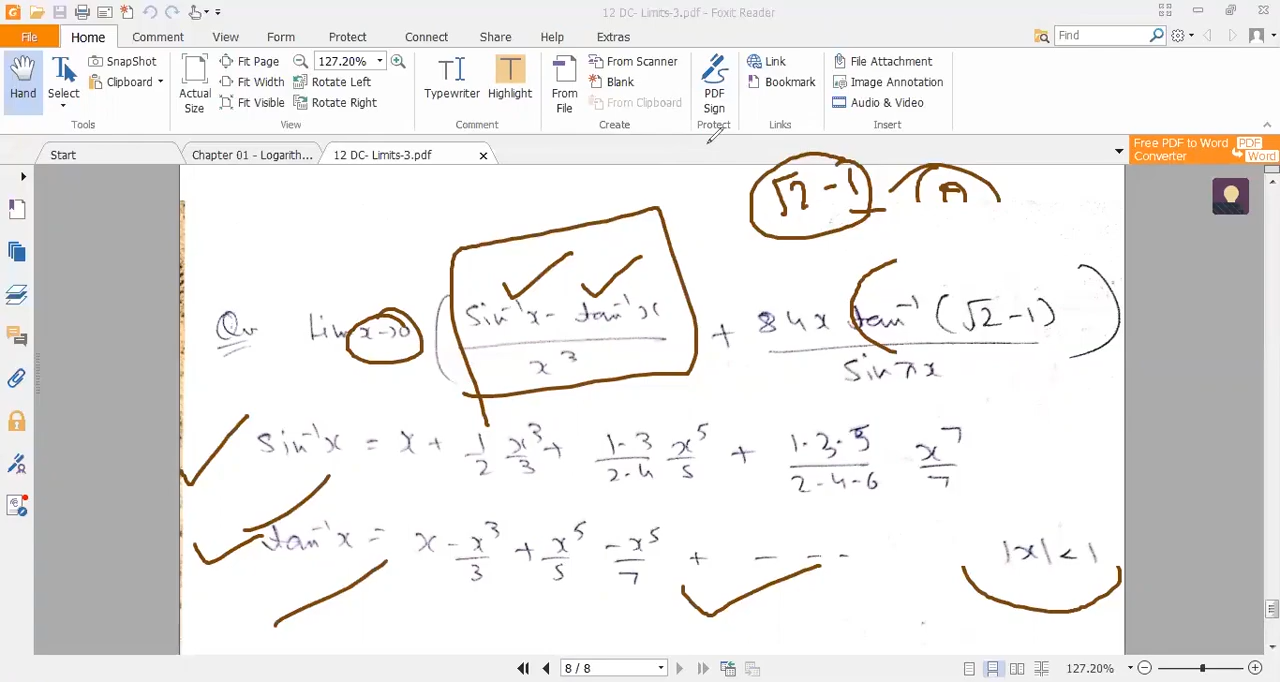 12 DC- Limits-3.pdf - Foxit Reader
File Home Comment View Form Protect Connect Share Help Extras Find
SnapShot Fit Page 127.20% From Scanner Link File Attachment
Hand Select Clipboard Actual Size Fit Width Rotate Left Typewriter Highlight From File Blank PDF Sign Bookmark Image Annotation
Fit Visible Rotate Right From Clipboard Audio & Video
Tools View Comment Create Protect Links Insert
Start Chapter 01 - Logarith... 12 DC- Limits-3.pdf Free PDF to Word Converter PDF Word
√2 - 1
Qu Lim x→0 ( (sin⁻¹x - tan⁻¹x)/x³ + (84x tan⁻¹(√2-1))/(sin πx) )
sin⁻¹x = x + 1/2 x³/3 + 1-3/2-4 x⁵/5 + 1-3-5/2-4-6 x⁷/7
tan⁻¹x = x - x³/3 + x⁵/5 - x⁵/7 + - - - |x| < 1
8 / 8 127.20%